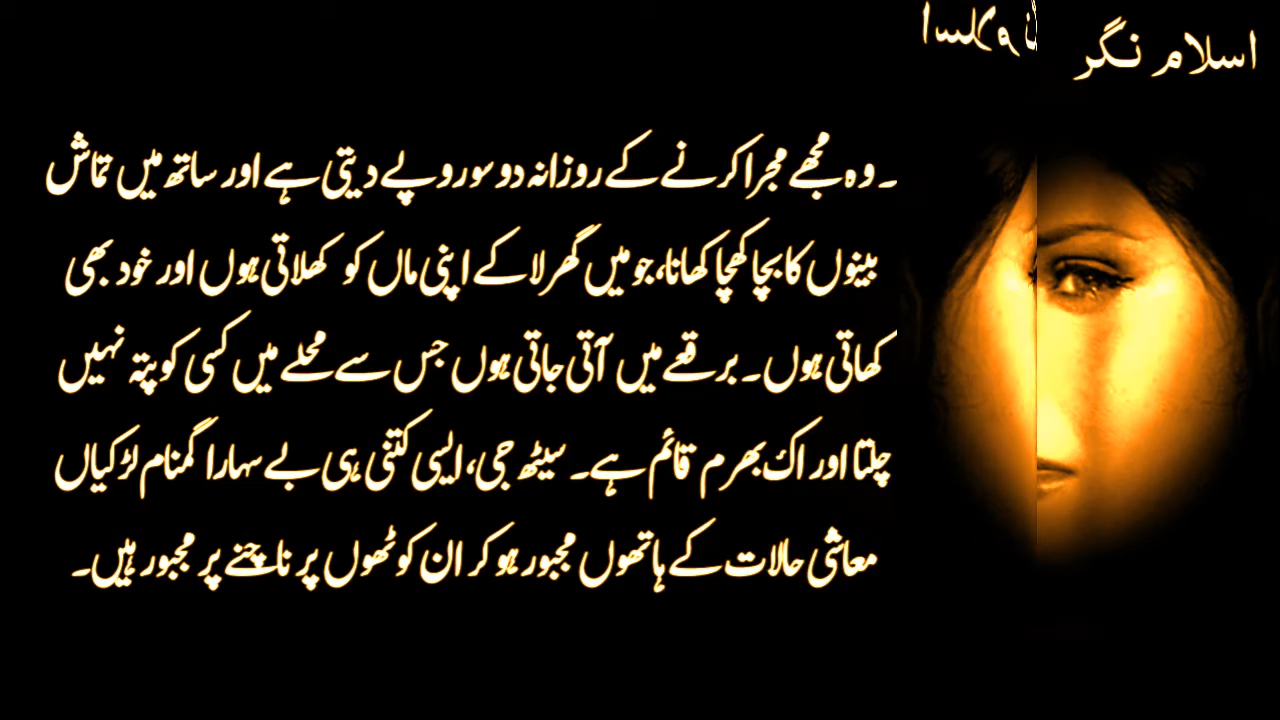 اسلام نگر
۔ وہ مجھے مجرا کرنے کے روزانہ دو سو روپے دیتی ہے اور ساتھ میں تماش
بینوں کا بچا کھچا کھانا، جو میں گھر لا کے اپنی ماں کو کھلاتی ہوں اور خود بھی
کھاتی ہوں۔ برقعے میں آتی جاتی ہوں جس سے محلے میں کسی کو پتہ نہیں
چلتا اور اک بھرم قائم ہے۔ سیٹھ جی، ایسی کتنی ہی بے سہارا گمنام لڑکیاں
معاشی حالات کے ہاتھوں مجبور ہو کر ان کوٹھوں پر ناچنے پر مجبور ہیں۔